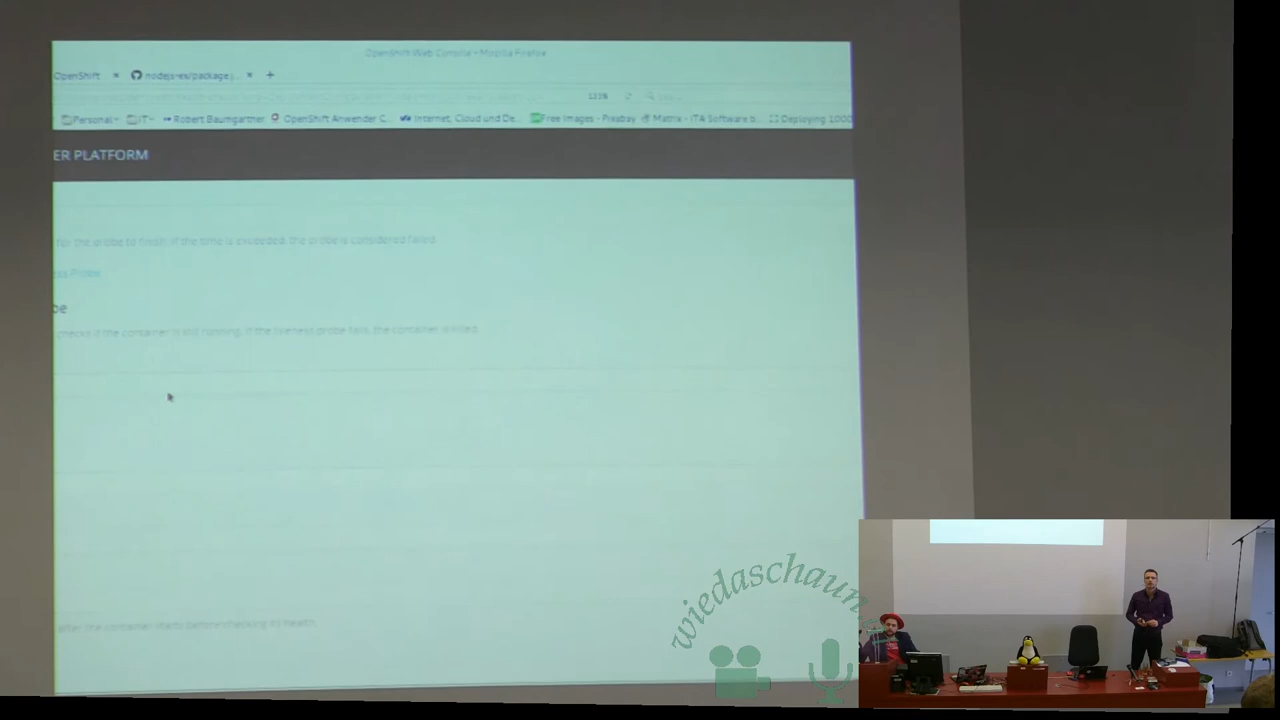 OpenShift Web Console - Mozilla Firefox
OpenShift × nodejs-ex/package.j... × +
133%
Personal IT Robert Baumgartner OpenShift Anwender C... Internet, Cloud und De... Free Images - Pixabay Matrix - ITA Software b... Deploying 1000
ER PLATFORM
for the probe to finish. If the time is exceeded, the probe is considered failed.
ss Probe
be
checks if the container is still running. If the liveness probe fails, the container is killed.
after the container starts before checking its health.
wiedaschaun